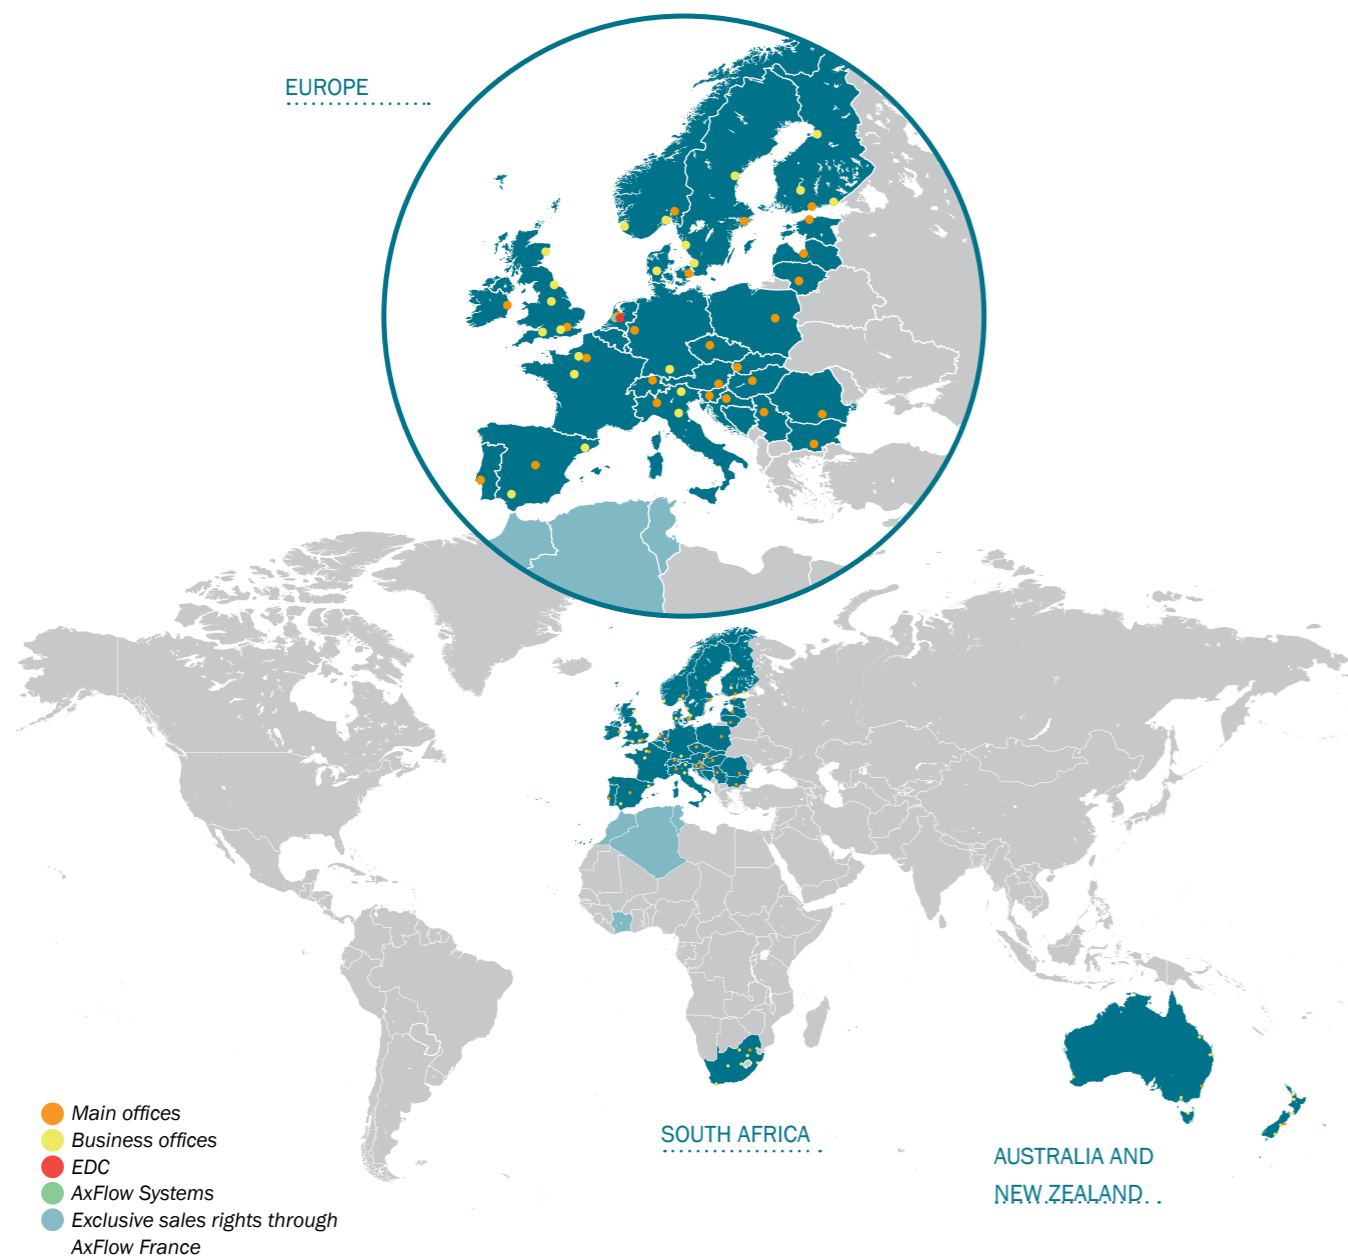 EUROPE
SOUTH AFRICA
AUSTRALIA AND
NEW ZEALAND
Main offices
Business offices
EDC
AxFlow Systems
Exclusive sales rights through
AxFlow France